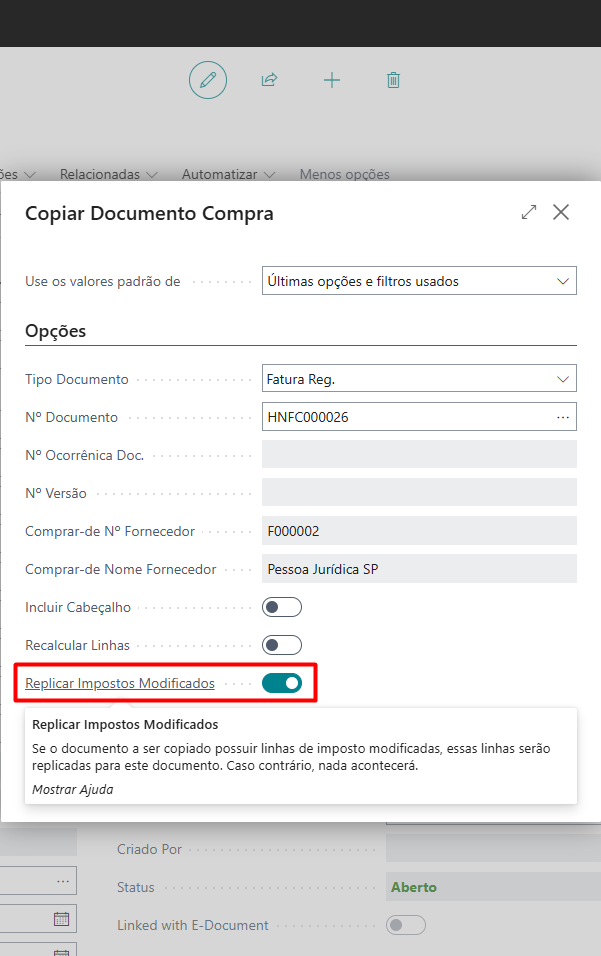 ões
Relacionadas
Automatizar
Menos opções
Copiar Documento Compra
Use os valores padrão de
Últimas opções e filtros usados
Opções
Tipo Documento
Fatura Reg.
Nº Documento
HNFC000026
Nº Ocorrênica Doc.
Nº Versão
Comprar-de Nº Fornecedor
F000002
Comprar-de Nome Fornecedor
Pessoa Jurídica SP
Incluir Cabeçalho
Recalcular Linhas
Replicar Impostos Modificados
Replicar Impostos Modificados
Se o documento a ser copiado possuir linhas de imposto modificadas, essas linhas serão
replicadas para este documento. Caso contrário, nada acontecerá.
Mostrar Ajuda
Criado Por
Status
Aberto
Linked with E-Document